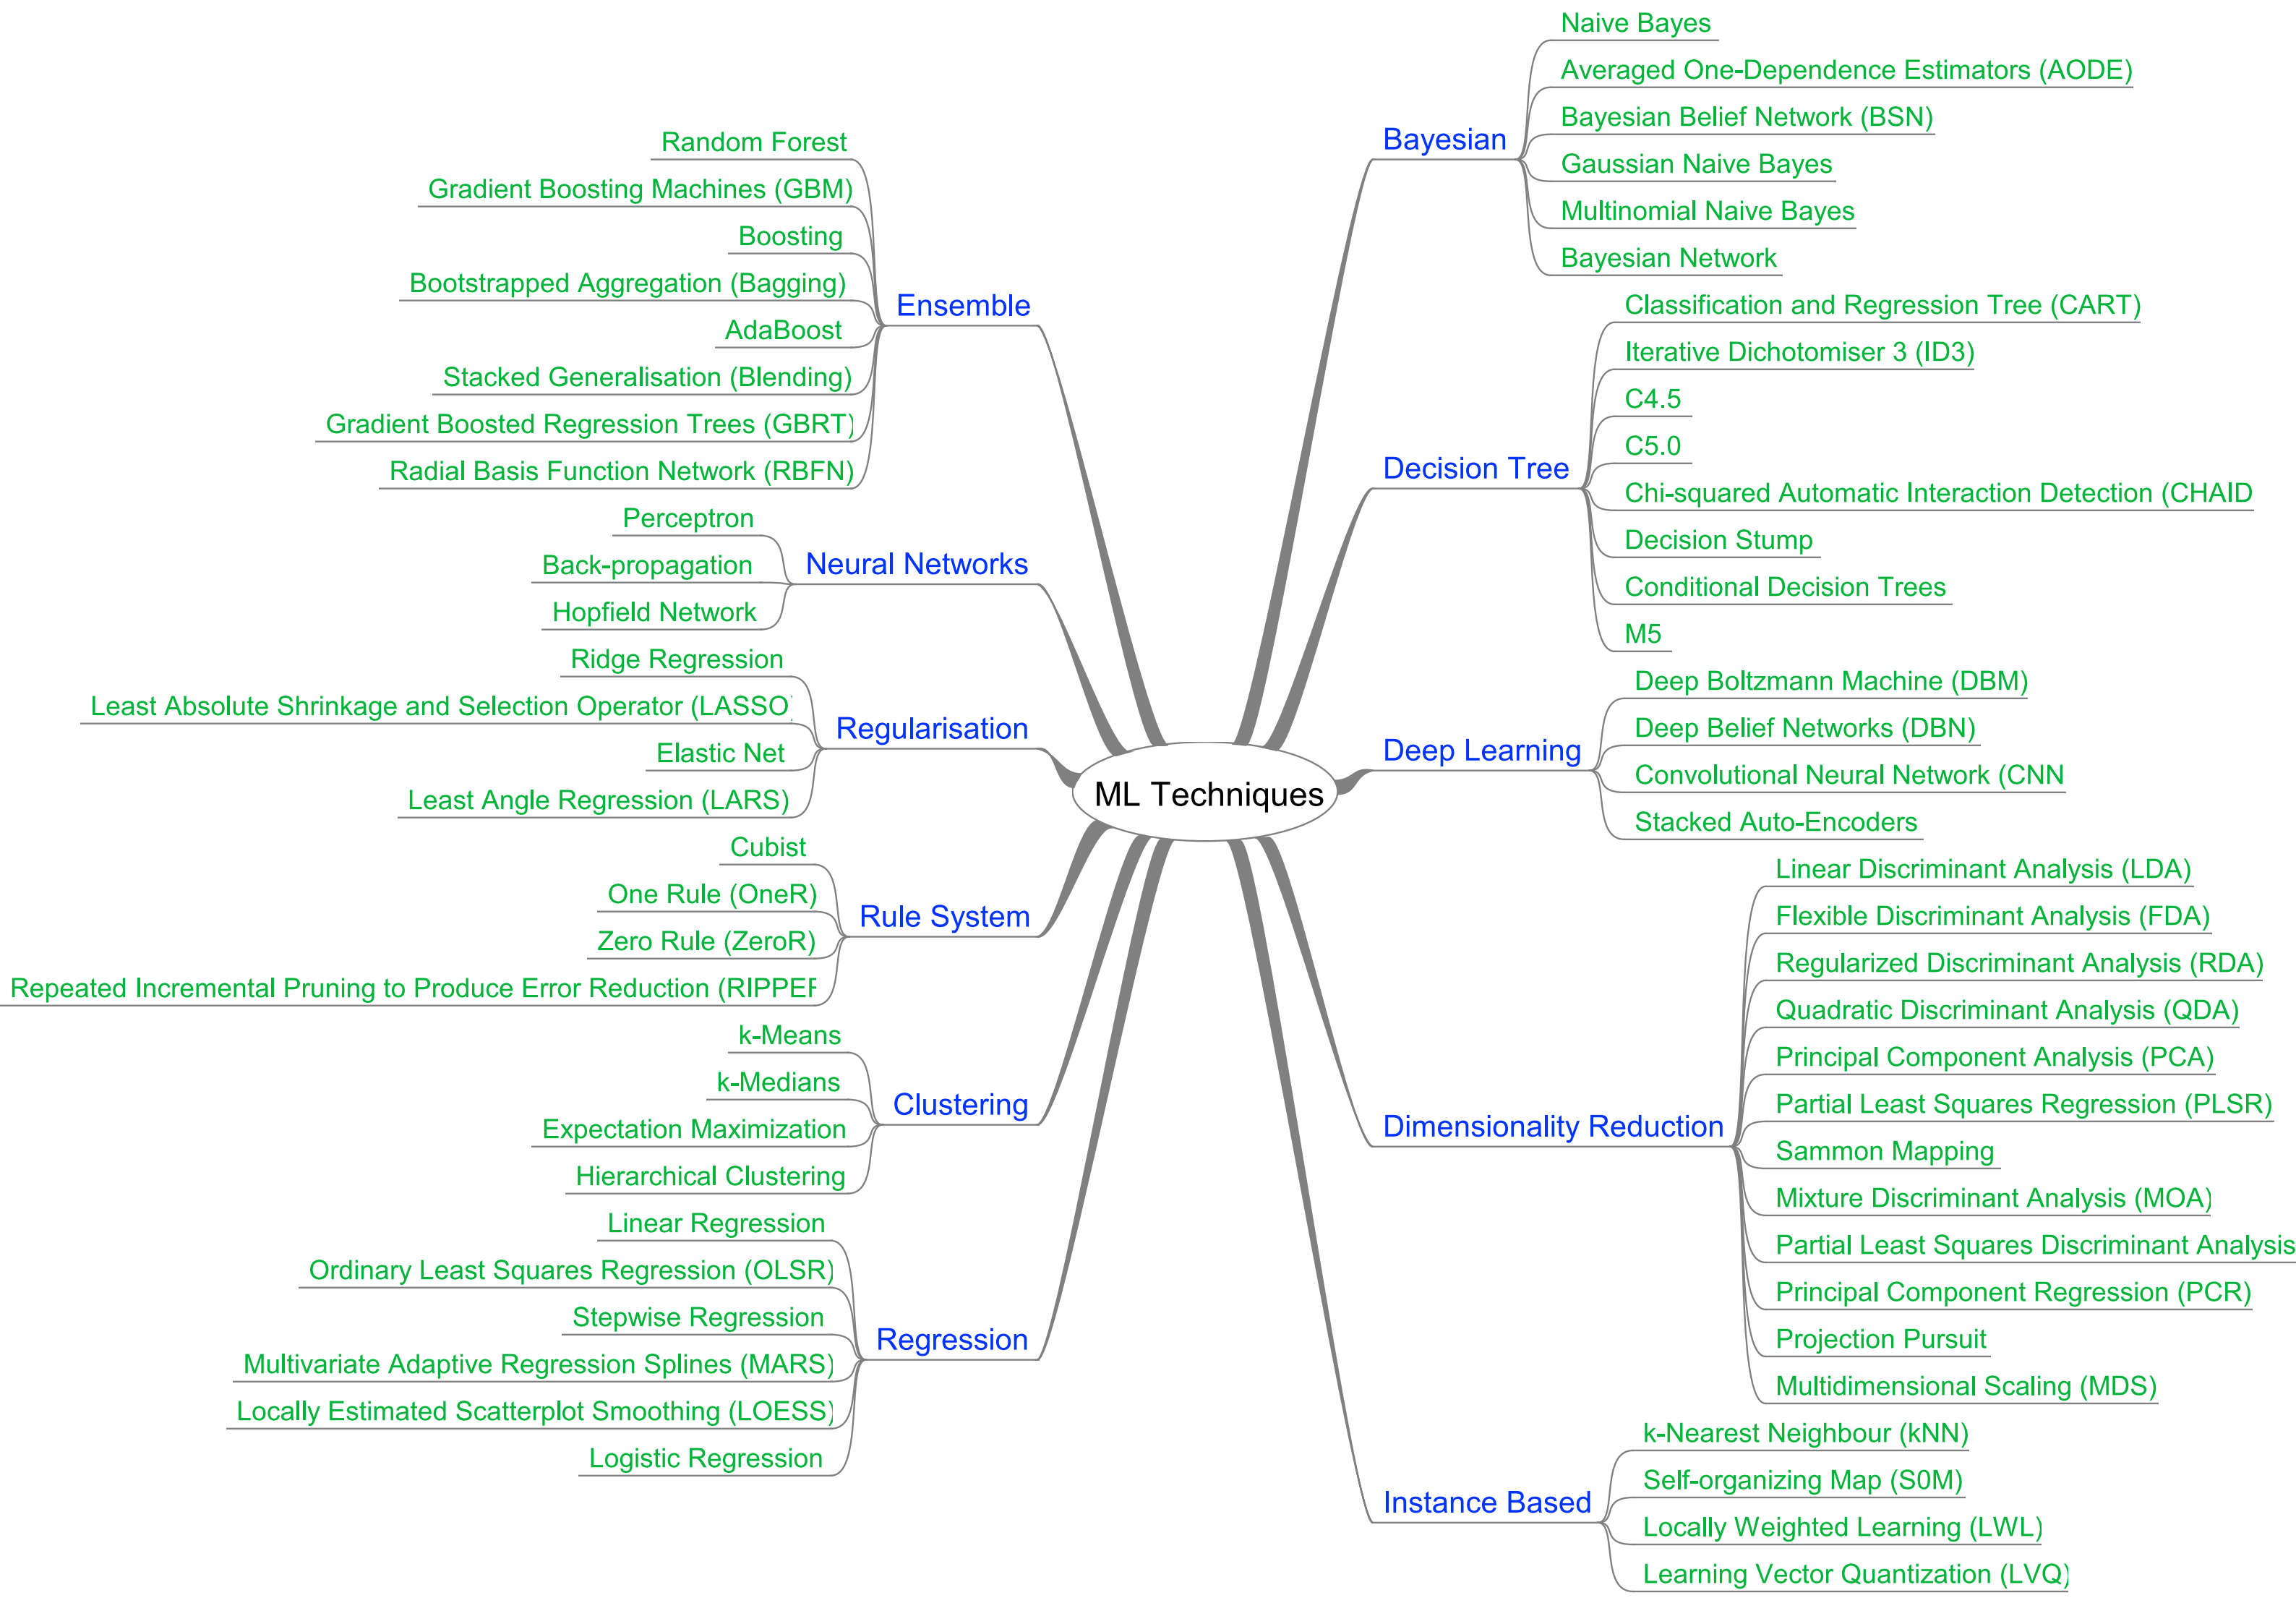 ML Techniques
Ensemble
Random Forest
Gradient Boosting Machines (GBM)
Boosting
Bootstrapped Aggregation (Bagging)
AdaBoost
Stacked Generalisation (Blending)
Gradient Boosted Regression Trees (GBRT)
Radial Basis Function Network (RBFN)
Neural Networks
Perceptron
Back-propagation
Hopfield Network
Regularisation
Ridge Regression
Least Absolute Shrinkage and Selection Operator (LASSO)
Elastic Net
Least Angle Regression (LARS)
Rule System
Cubist
One Rule (OneR)
Zero Rule (ZeroR)
Repeated Incremental Pruning to Produce Error Reduction (RIPPER
Clustering
k-Means
k-Medians
Expectation Maximization
Hierarchical Clustering
Regression
Linear Regression
Ordinary Least Squares Regression (OLSR)
Stepwise Regression
Multivariate Adaptive Regression Splines (MARS)
Locally Estimated Scatterplot Smoothing (LOESS)
Logistic Regression
Bayesian
Naive Bayes
Averaged One-Dependence Estimators (AODE)
Bayesian Belief Network (BSN)
Gaussian Naive Bayes
Multinomial Naive Bayes
Bayesian Network
Decision Tree
Classification and Regression Tree (CART)
Iterative Dichotomiser 3 (ID3)
C4.5
C5.0
Chi-squared Automatic Interaction Detection (CHAID
Decision Stump
Conditional Decision Trees
M5
Deep Learning
Deep Boltzmann Machine (DBM)
Deep Belief Networks (DBN)
Convolutional Neural Network (CNN
Stacked Auto-Encoders
Dimensionality Reduction
Linear Discriminant Analysis (LDA)
Flexible Discriminant Analysis (FDA)
Regularized Discriminant Analysis (RDA)
Quadratic Discriminant Analysis (QDA)
Principal Component Analysis (PCA)
Partial Least Squares Regression (PLSR)
Sammon Mapping
Mixture Discriminant Analysis (MOA)
Partial Least Squares Discriminant Analysis
Principal Component Regression (PCR)
Projection Pursuit
Multidimensional Scaling (MDS)
Instance Based
k-Nearest Neighbour (kNN)
Self-organizing Map (S0M)
Locally Weighted Learning (LWL)
Learning Vector Quantization (LVQ)